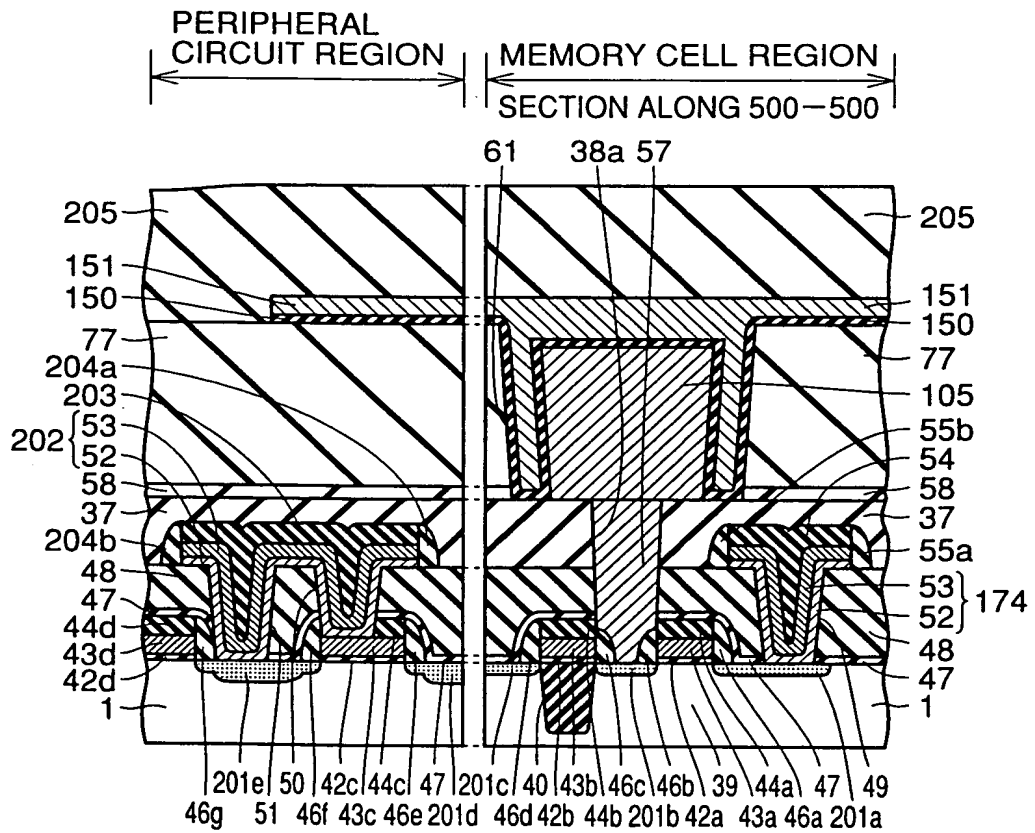 PERIPHERAL
CIRCUIT REGION
MEMORY CELL REGION
SECTION ALONG 500–500
61 38a 57
205
151
150
77
204a
203
202
53
52
58
37
204b
48
47
44d
43d
42d
1
205
151
150
77
105
55b
54
58
37
55a
53
52
174
48
47
1
201e 50 42c 44c 47 201c 40 43b 46c 46b 39 44a 47 49
46g 51 46f 43c 46e 201d 46d 42b 44b 201b 42a 43a 46a 201a